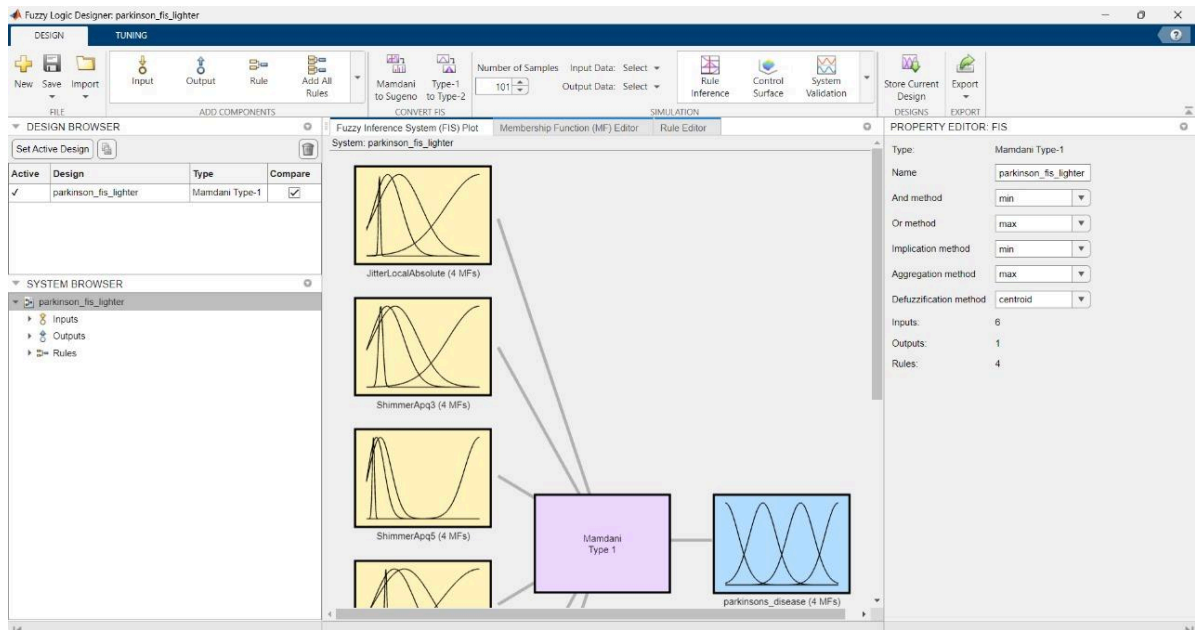 Fuzzy Logic Designer: parkinson_fis_lighter
DESIGN TUNING
New Save Import Input Output Rule Add All Rules Mamdani to Sugeno Type-1 to Type-2 Number of Samples 101 Input Data: Select Output Data: Select Rule Inference Control Surface System Validation Store Current Design Export
FILE ADD COMPONENTS CONVERT FIS SIMULATION DESIGNS EXPORT
DESIGN BROWSER
Set Active Design
Active Design Type Compare
parkinson_fis_lighter Mamdani Type-1
SYSTEM BROWSER
parkinson_fis_lighter
Inputs
Outputs
Rules
Fuzzy Inference System (FIS) Plot Membership Function (MF) Editor Rule Editor
System: parkinson_fis_lighter
JitterLocalAbsolute (4 MFs)
ShimmerApq3 (4 MFs)
ShimmerApq5 (4 MFs)
Mamdani
Type 1
parkinsons_disease (4 MFs)
PROPERTY EDITOR: FIS
Type: Mamdani Type-1
Name parkinson_fis_lighter
And method min
Or method max
Implication method min
Aggregation method max
Defuzzification method centroid
Inputs: 6
Outputs: 1
Rules: 4